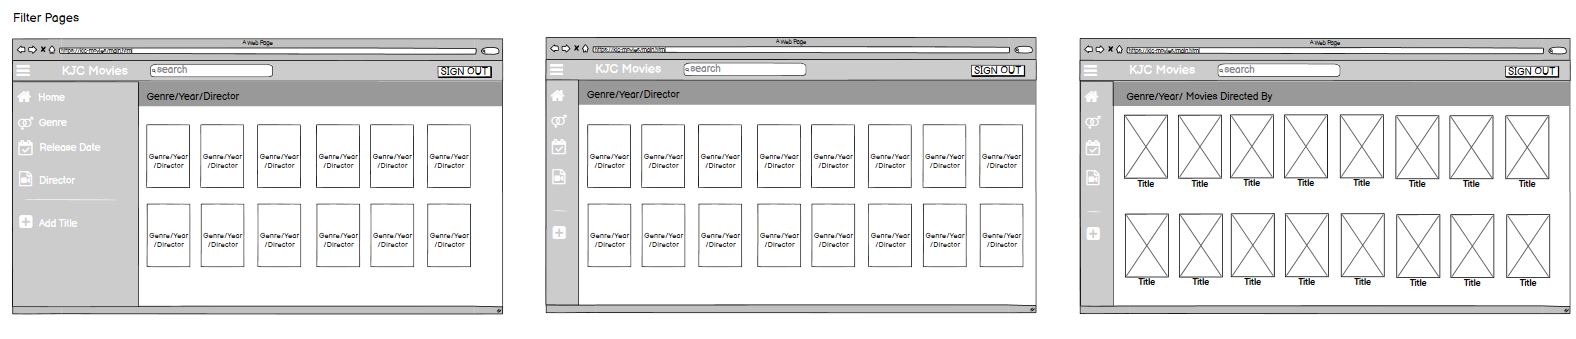 Filter Pages
A Web Page
https://kjc-movies/main.html
KJC Movies
search
SIGN OUT
Home
Genre
Release Date
Director
Add Title
Genre/Year/Director
Genre/Year Genre/Year Genre/Year Genre/Year Genre/Year Genre/Year
/Director /Director /Director /Director /Director /Director
Genre/Year Genre/Year Genre/Year Genre/Year Genre/Year Genre/Year
/Director /Director /Director /Director /Director /Director
A Web Page
https://kjc-movies/main.html
KJC Movies
search
SIGN OUT
Genre/Year/Director
Genre/Year Genre/Year Genre/Year Genre/Year Genre/Year Genre/Year Genre/Year Genre/Year
/Director /Director /Director /Director /Director /Director /Director /Director
Genre/Year Genre/Year Genre/Year Genre/Year Genre/Year Genre/Year Genre/Year Genre/Year
/Director /Director /Director /Director /Director /Director /Director /Director
A Web Page
https://kjc-movies/main.html
KJC Movies
search
SIGN OUT
Genre/Year/ Movies Directed By
Title Title Title Title Title Title Title Title
Title Title Title Title Title Title Title Title